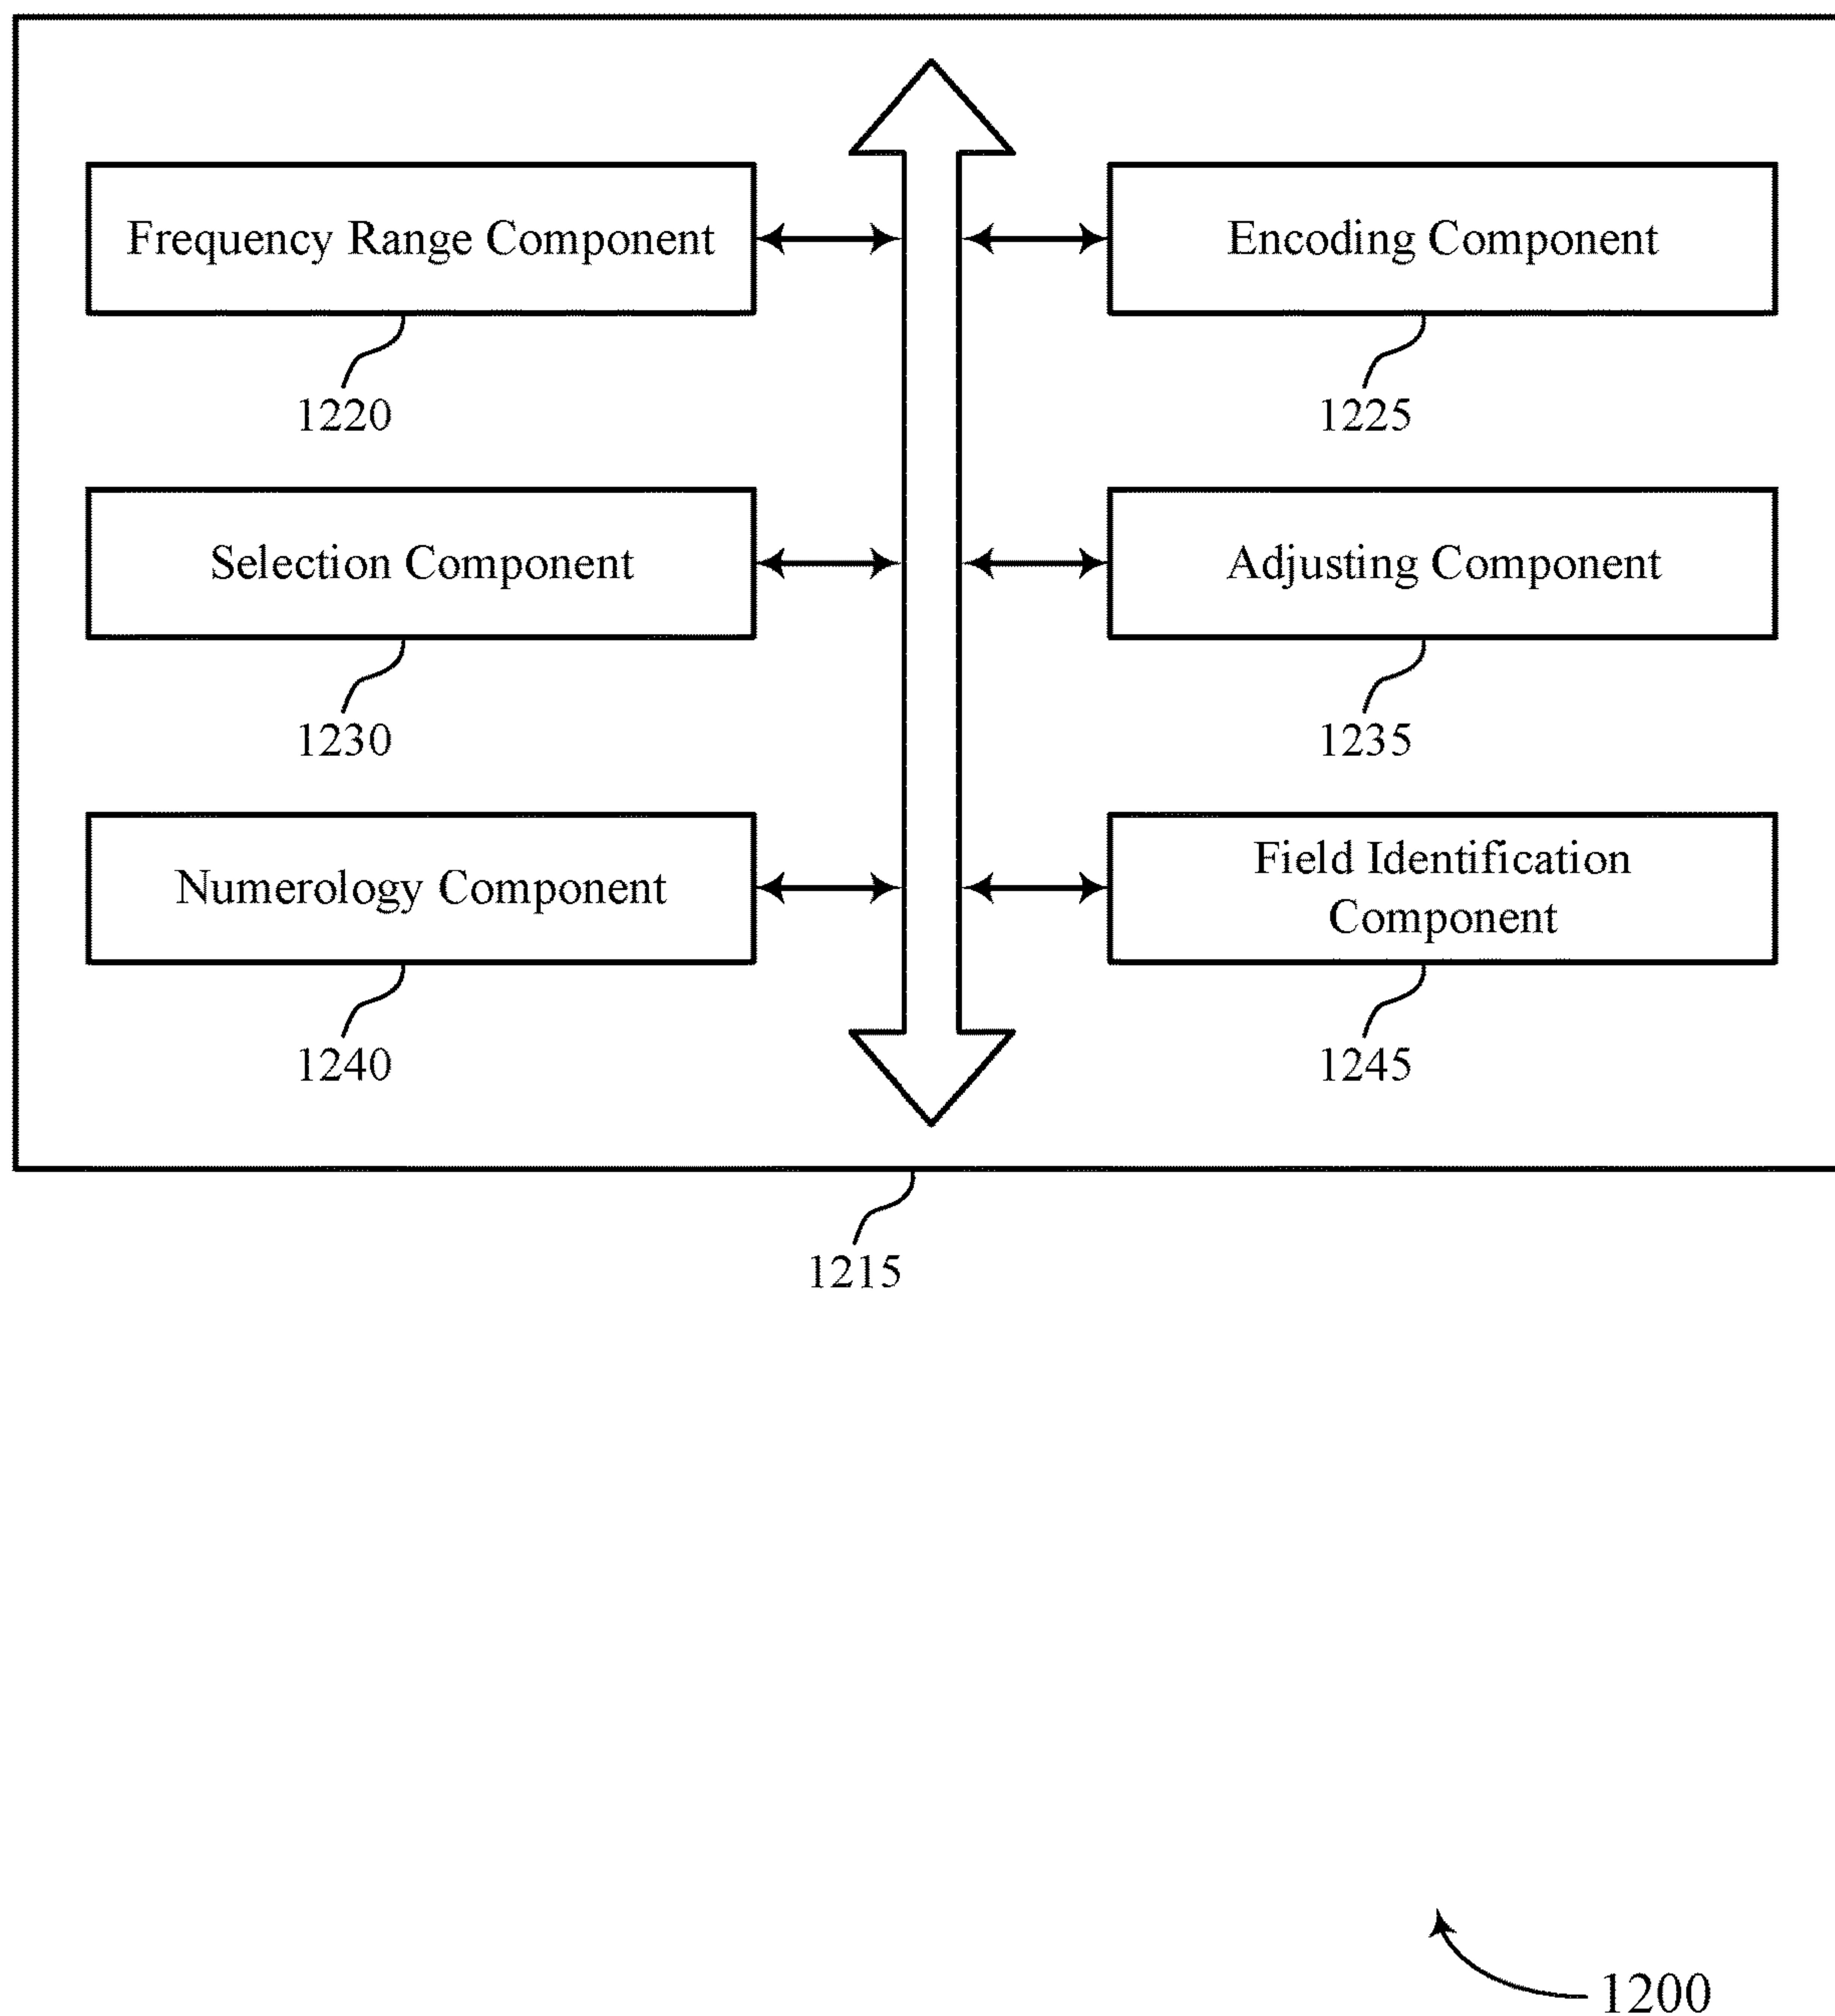 Frequency Range Component
Encoding Component
1220
1225
Selection Component
Adjusting Component
1230
1235
Numerology Component
Field Identification
Component
1240
1245
1215
1200